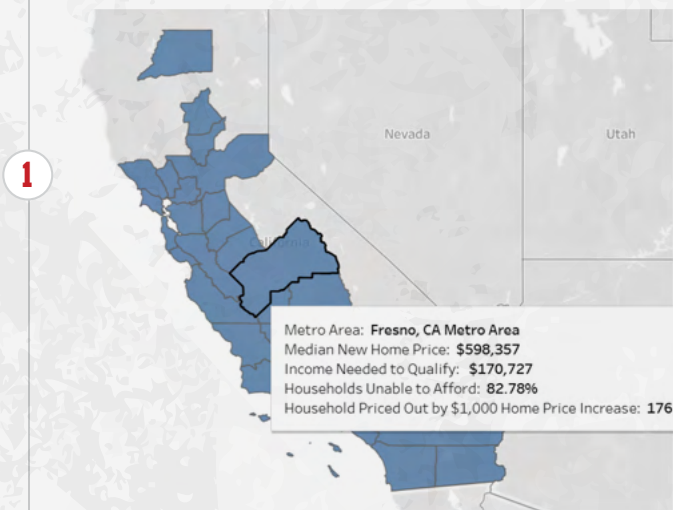 Nevada
Utah
1
California
Metro Area: Fresno, CA Metro Area
Median New Home Price: $598,357
Income Needed to Qualify: $170,727
Households Unable to Afford: 82.78%
Household Priced Out by $1,000 Home Price Increase: 176